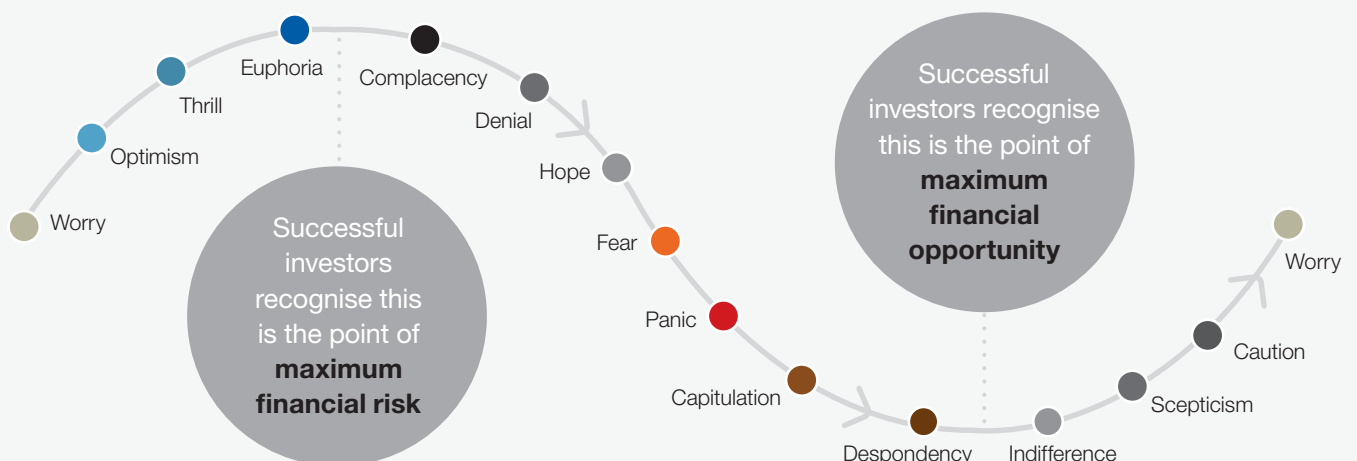 Worry
Optimism
Thrill
Euphoria
Complacency
Denial
Hope
Fear
Panic
Capitulation
Despondency
Indifference
Scepticism
Caution
Worry
Successful
investors
recognise this
is the point of
maximum
financial risk
Successful
investors recognise
this is the point of
maximum
financial
opportunity